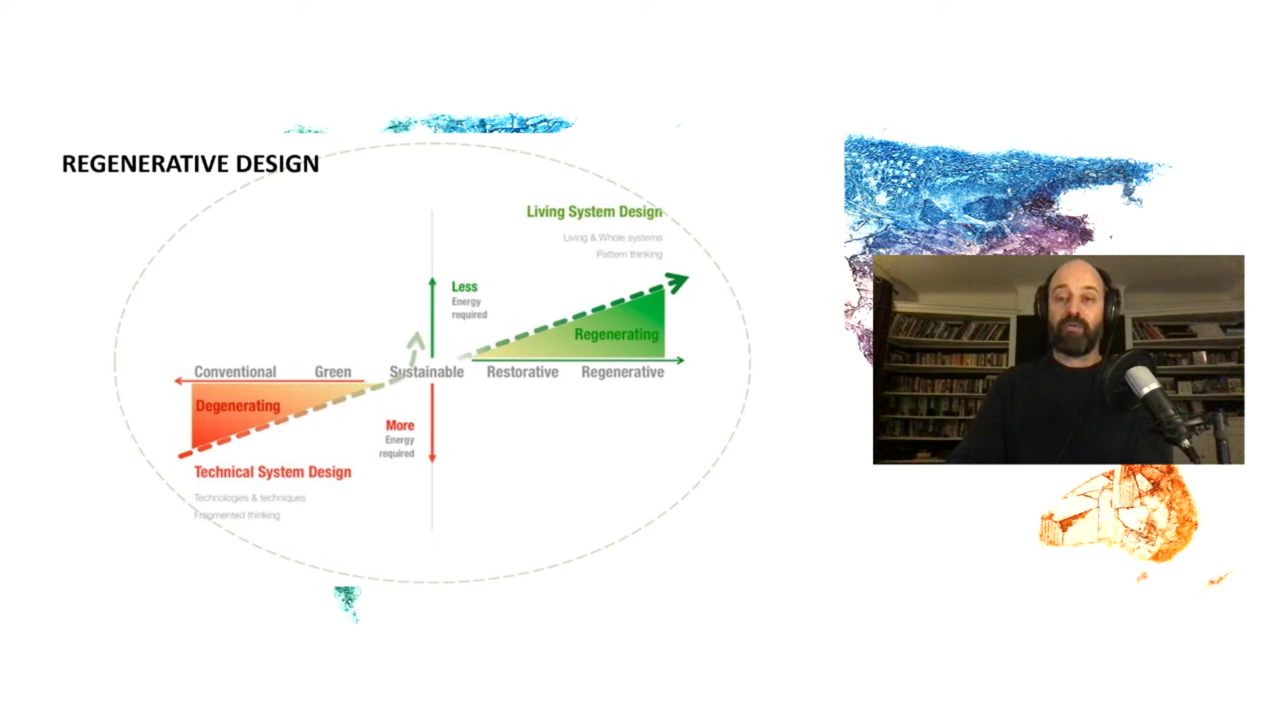 REGENERATIVE DESIGN
Living System Design
Living & Whole systems
Pattern thinking
Less
Energy
required
Regenerating
Conventional Green Sustainable Restorative Regenerative
Degenerating
More
Energy
required
Technical System Design
Technologies & techniques
Fragmented thinking